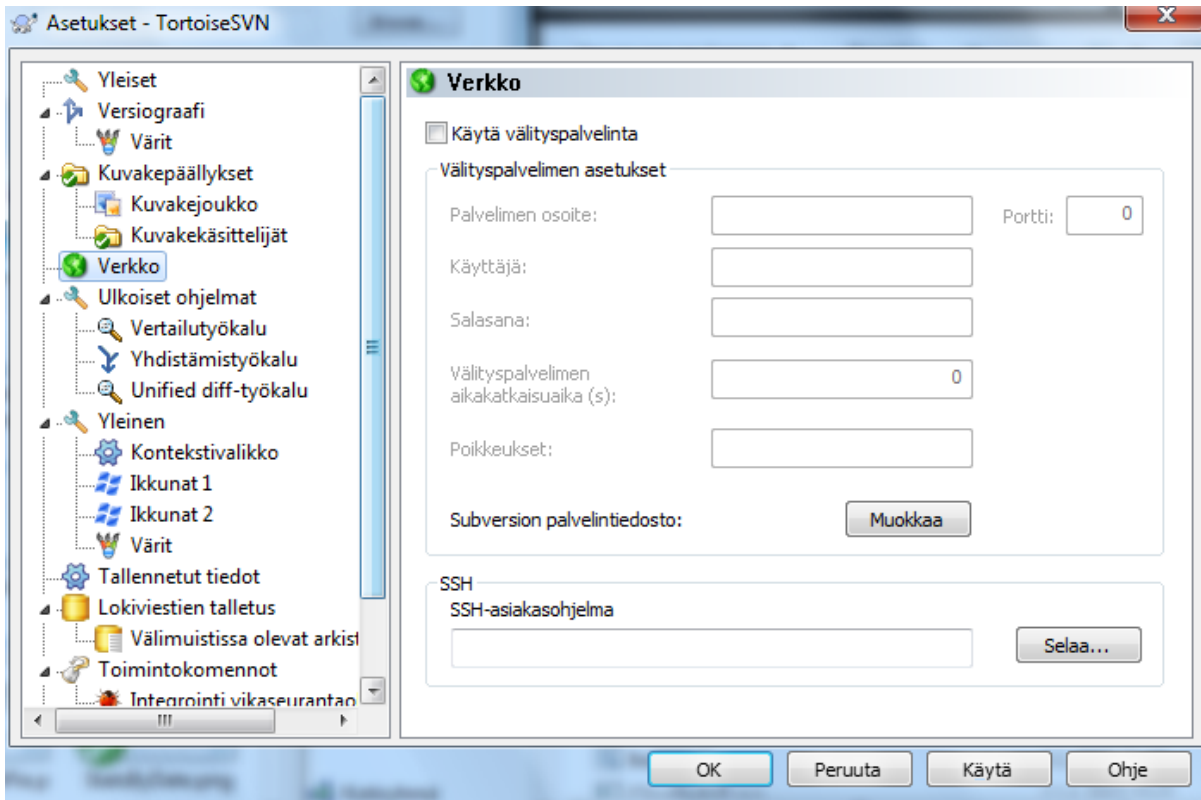 Asetukset - TortoiseSVN
Yleiset
Versiograafi
Värit
Kuvakepäällykset
Kuvakejoukko
Kuvakekäsittelijät
Verkko
Ulkoiset ohjelmat
Vertailutyökalu
Yhdistämistyökalu
Unified diff-työkalu
Yleinen
Kontekstivalikko
Ikkunat 1
Ikkunat 2
Värit
Tallennetut tiedot
Lokiviestien talletus
Välimuistissa olevat arkist
Toimintokomennot
Integrointi vikaseurantao
Verkko
Käytä välityspalvelinta
Välityspalvelimen asetukset
Palvelimen osoite:
Portti: 0
Käyttäjä:
Salasana:
Välityspalvelimen
aikakatkaisuaika (s):
0
Poikkeukset:
Subversion palvelintiedosto:
Muokkaa
SSH
SSH-asiakasohjelma
Selaa...
OK
Peruuta
Käytä
Ohje